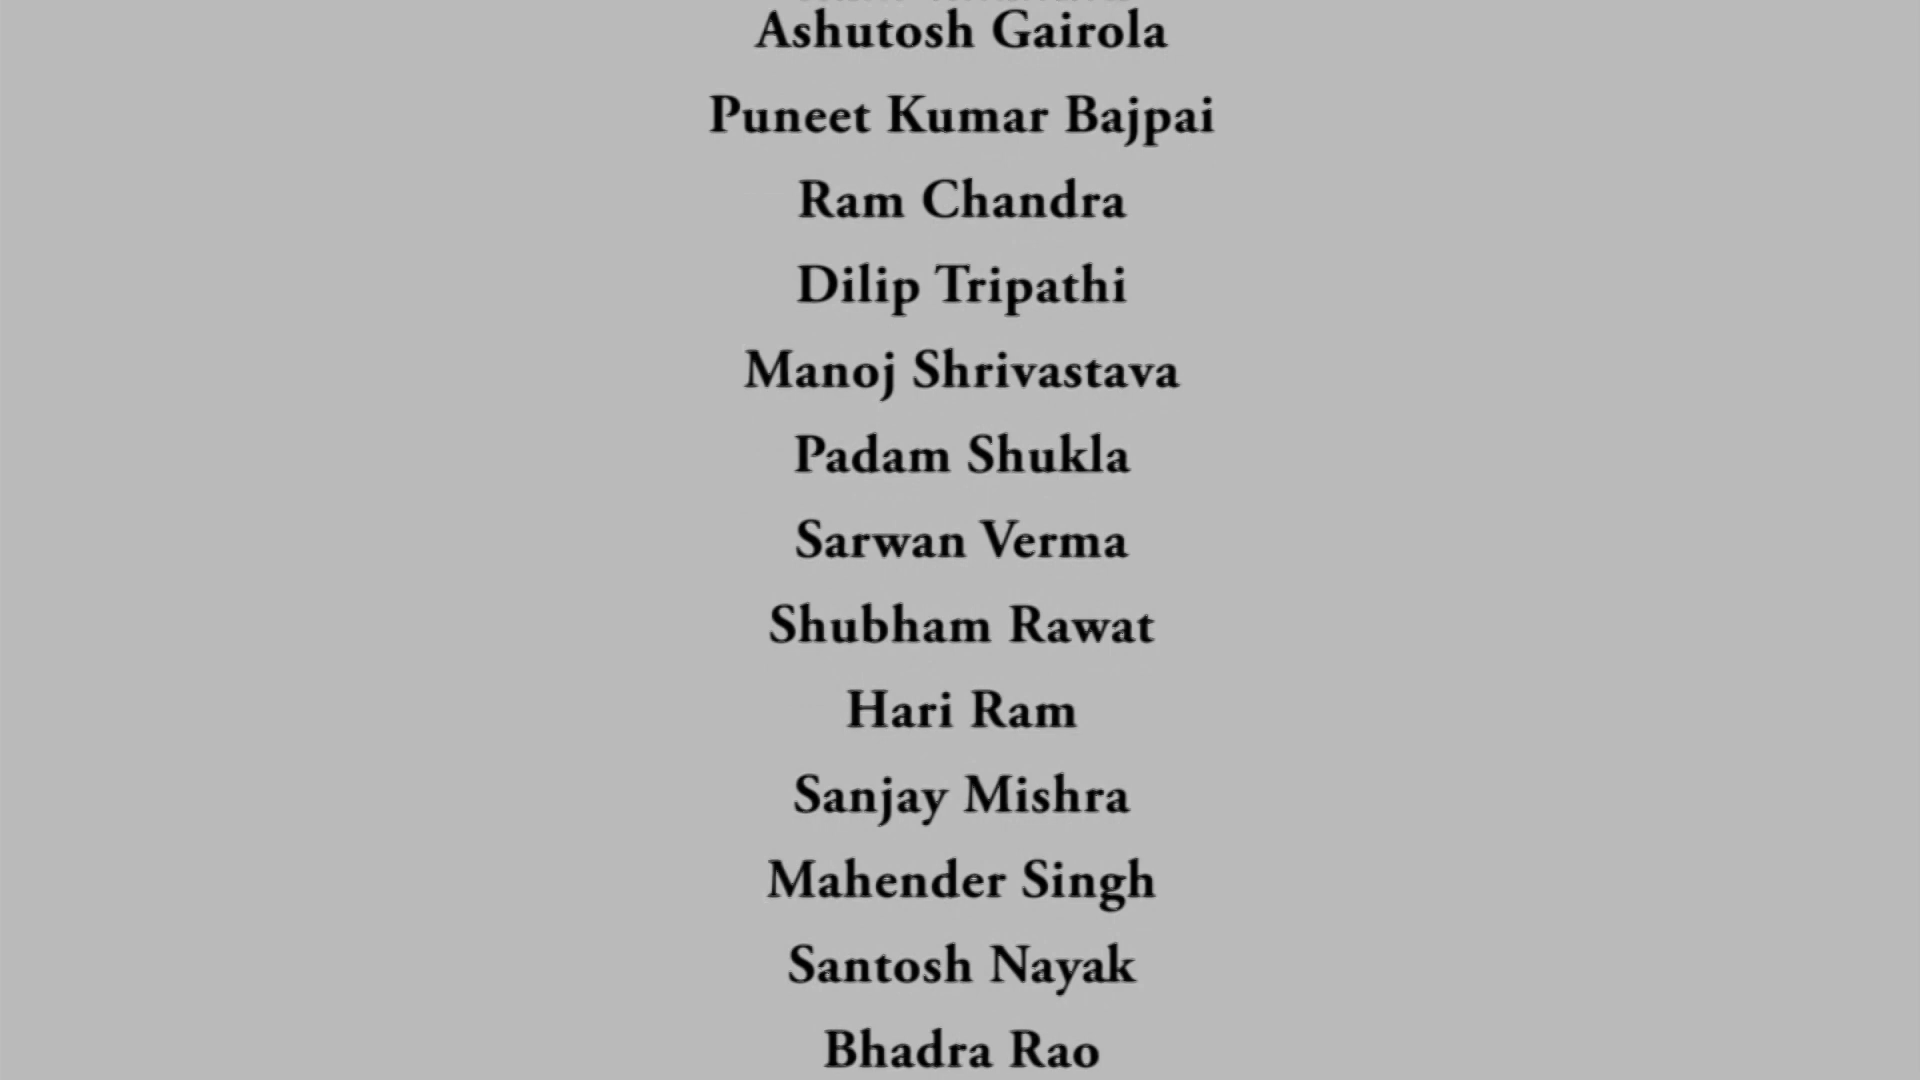 Ashutosh Gairola
Puneet Kumar Bajpai
Ram Chandra
Dilip Tripathi
Manoj Shrivastava
Padam Shukla
Sarwan Verma
Shubham Rawat
Hari Ram
Sanjay Mishra
Mahender Singh
Santosh Nayak
Bhadra Rao